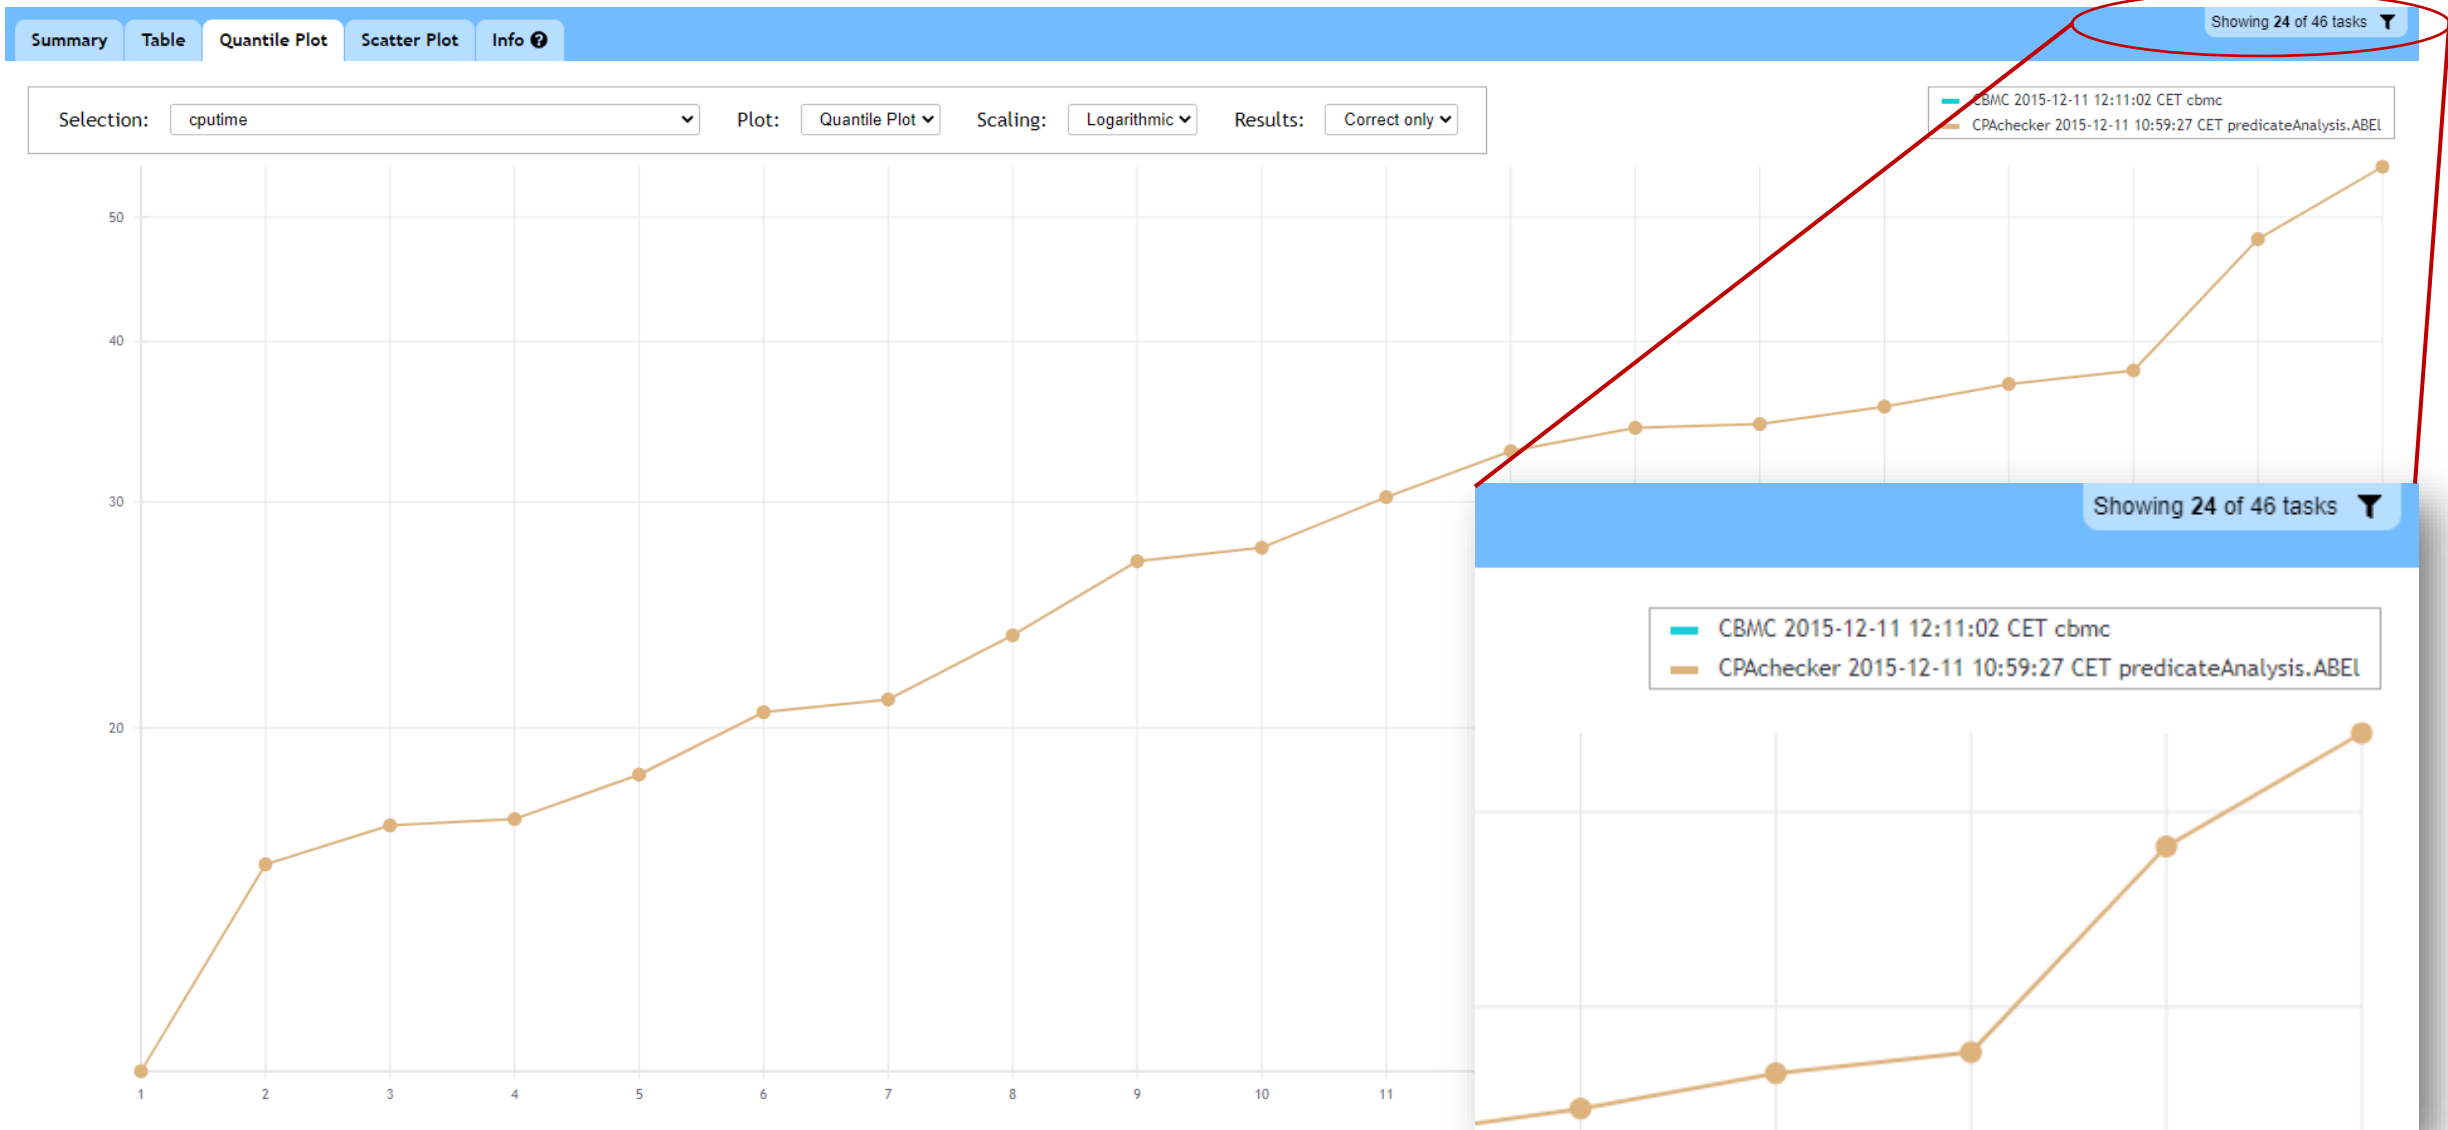 Summary Table Quantile Plot Scatter Plot Info ?
Showing 24 of 46 tasks
Selection: cputime Plot: Quantile Plot Scaling: Logarithmic Results: Correct only
CBMC 2015-12-11 12:11:02 CET cbmc
CPAchecker 2015-12-11 10:59:27 CET predicateAnalysis.ABEl
50
40
30
20
1 2 3 4 5 6 7 8 9 10 11
Showing 24 of 46 tasks
CBMC 2015-12-11 12:11:02 CET cbmc
CPAchecker 2015-12-11 10:59:27 CET predicateAnalysis.ABEl